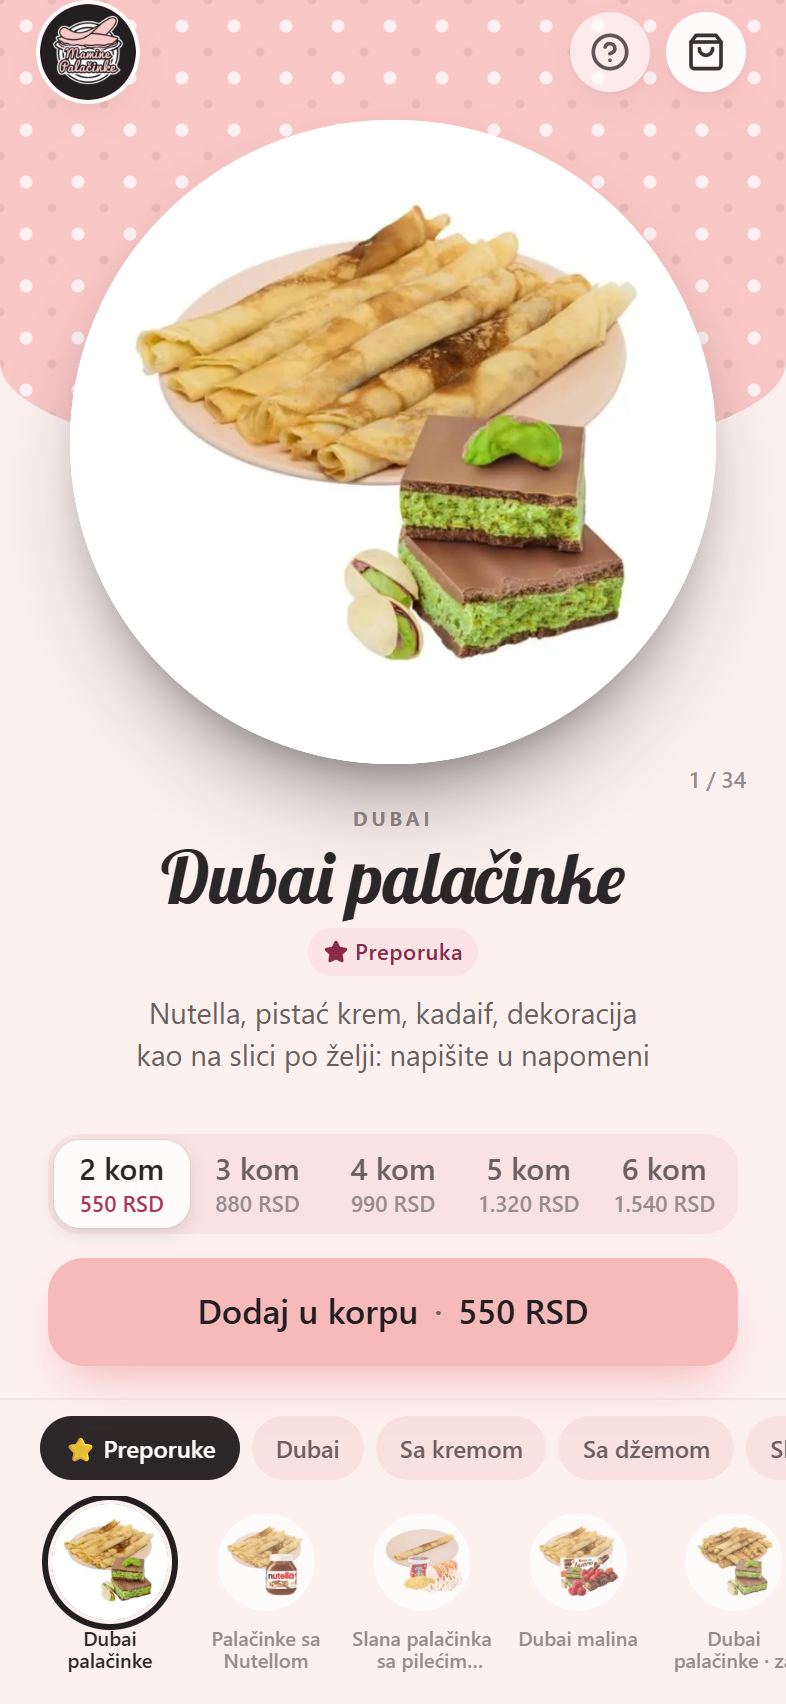 Mamine
Palačinke
1 / 34
DUBAI
Dubai palačinke
Preporuka
Nutella, pistać krem, kadaif, dekoracija
kao na slici po želji: napišite u napomeni
2 kom
550 RSD
3 kom
880 RSD
4 kom
990 RSD
5 kom
1.320 RSD
6 kom
1.540 RSD
Dodaj u korpu · 550 RSD
Preporuke
Dubai
Sa kremom
Sa džemom
nutella
Dubai
palačinke
Palačinke sa
Nutellom
Slana palačinka
sa pilećim...
Dubai malina
Dubai
palačinke · za